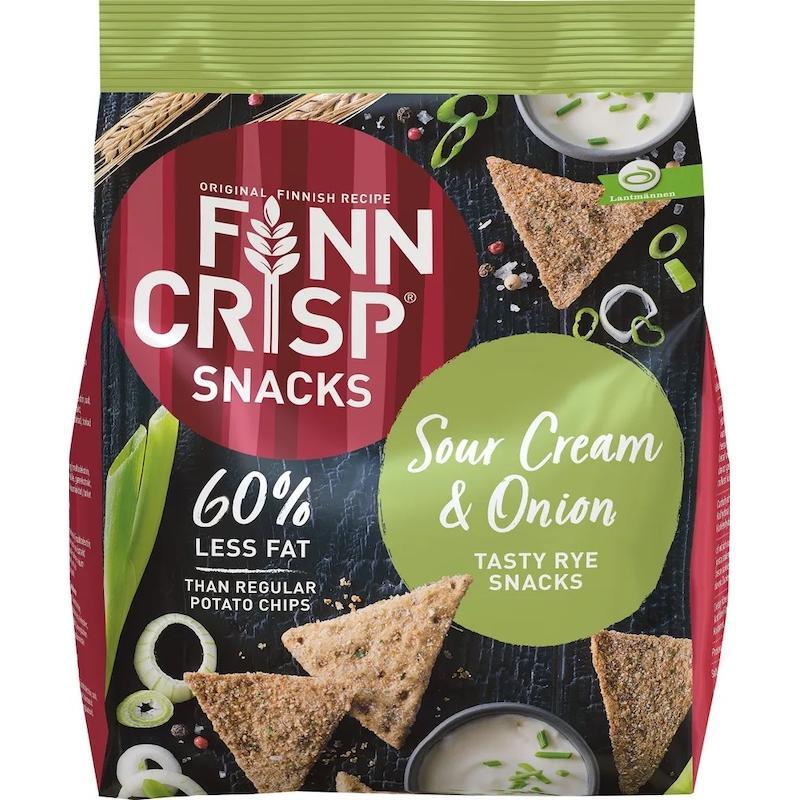 ORIGINAL FINNISH RECIPE
FINN
CRISP®
SNACKS
Lantmännen
Sour Cream
& Onion
TASTY RYE
SNACKS
60%
LESS FAT
THAN REGULAR
POTATO CHIPS